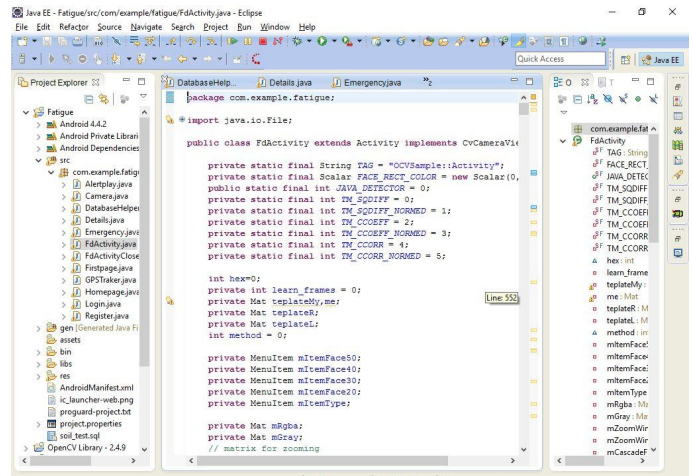 Java EE - Fatigue/src/com/example/fatigue/FdActivity.java - Eclipse
File Edit Refactor Source Navigate Search Project Run Window Help
Quick Access
Java EE
Project Explorer
Fatigue
Android 4.4.2
Android Private Librari
Android Dependencies
src
com.example.fatigu
Alertplay.java
Camera.java
DatabaseHelper
Details.java
Emergency.java
FdActivity.java
FdActivityClose
Firstpage.java
GPSTraker.java
Homepage.java
Login.java
Register.java
gen [Generated Java Fi
assets
bin
libs
res
AndroidManifest.xml
ic_launcher-web.png
proguard-project.txt
project.properties
soil_test.sql
OpenCV Library - 2.4.9
DatabaseHelp... Details.java Emergency.java »2
package com.example.fatigue;
import java.io.File;
public class FdActivity extends Activity implements CvCameraVie
private static final String TAG = "OCVSample::Activity";
private static final Scalar FACE_RECT_COLOR = new Scalar(0,
public static final int JAVA_DETECTOR = 0;
private static final int TM_SQDIFF = 0;
private static final int TM_SQDIFF_NORMED = 1;
private static final int TM_CCOEFF = 2;
private static final int TM_CCOEFF_NORMED = 3;
private static final int TM_CCORR = 4;
private static final int TM_CCORR_NORMED = 5;
int hex=0;
private int learn_frames = 0;
private Mat teplateMy,me;
private Mat teplateR;
private Mat teplateL;
int method = 0;
private MenuItem mItemFace50;
private MenuItem mItemFace40;
private MenuItem mItemFace30;
private MenuItem mItemFace20;
private MenuItem mItemType;
private Mat mRgba;
private Mat mGray;
// matrix for zooming
Line: 552
com.example.fat
FdActivity
TAG : String
FACE_RECT
JAVA_DETEC
TM_SQDIFF
TM_SQDIFF
TM_CCOEF
TM_CCOEF
TM_CCORR
TM_CCORR
hex : int
learn_frame
teplateMy :
me : Mat
teplateR : M
teplateL : M
method : in
mItemFace5
mItemFace4
mItemFace3
mItemFace2
mItemType
mRgba : Ma
mGray : Mat
mZoomWin
mZoomWin
mCascadeF